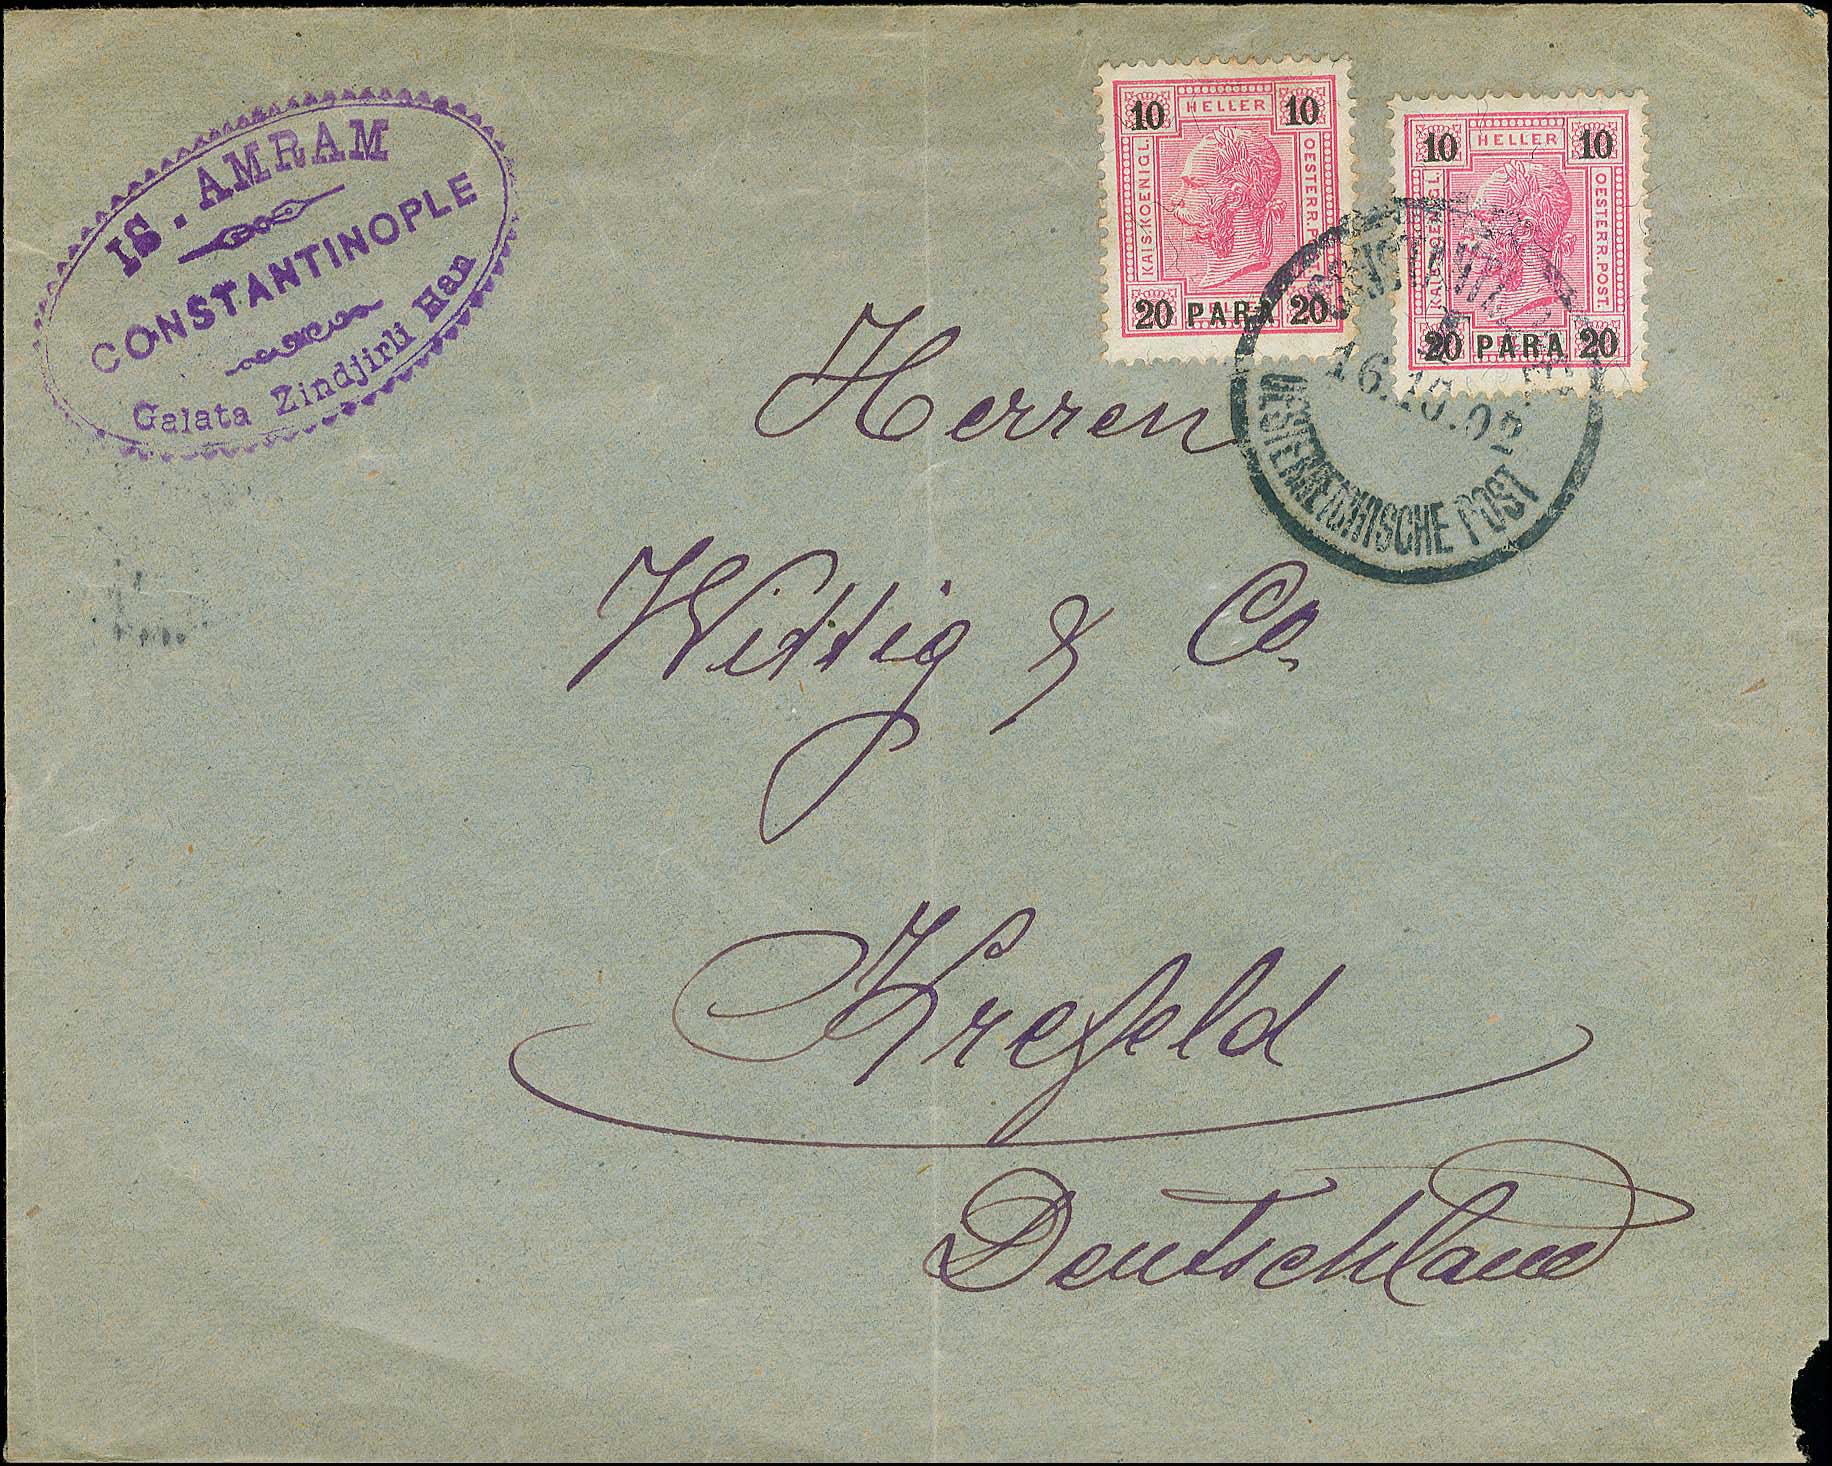 IS. AMRAM
CONSTANTINOPLE
Galata Zindjirli Han
10 HELLER 10
KAIS. KOENIGL.
OESTERR. POST.
20 PARA 20
10 HELLER 10
KAIS. KOENIGL.
OESTERR. POST.
20 PARA 20
16.10.02
OESTERREICHISCHE POST
Herren
Wittig & Co.
Krefeld
Deutschland